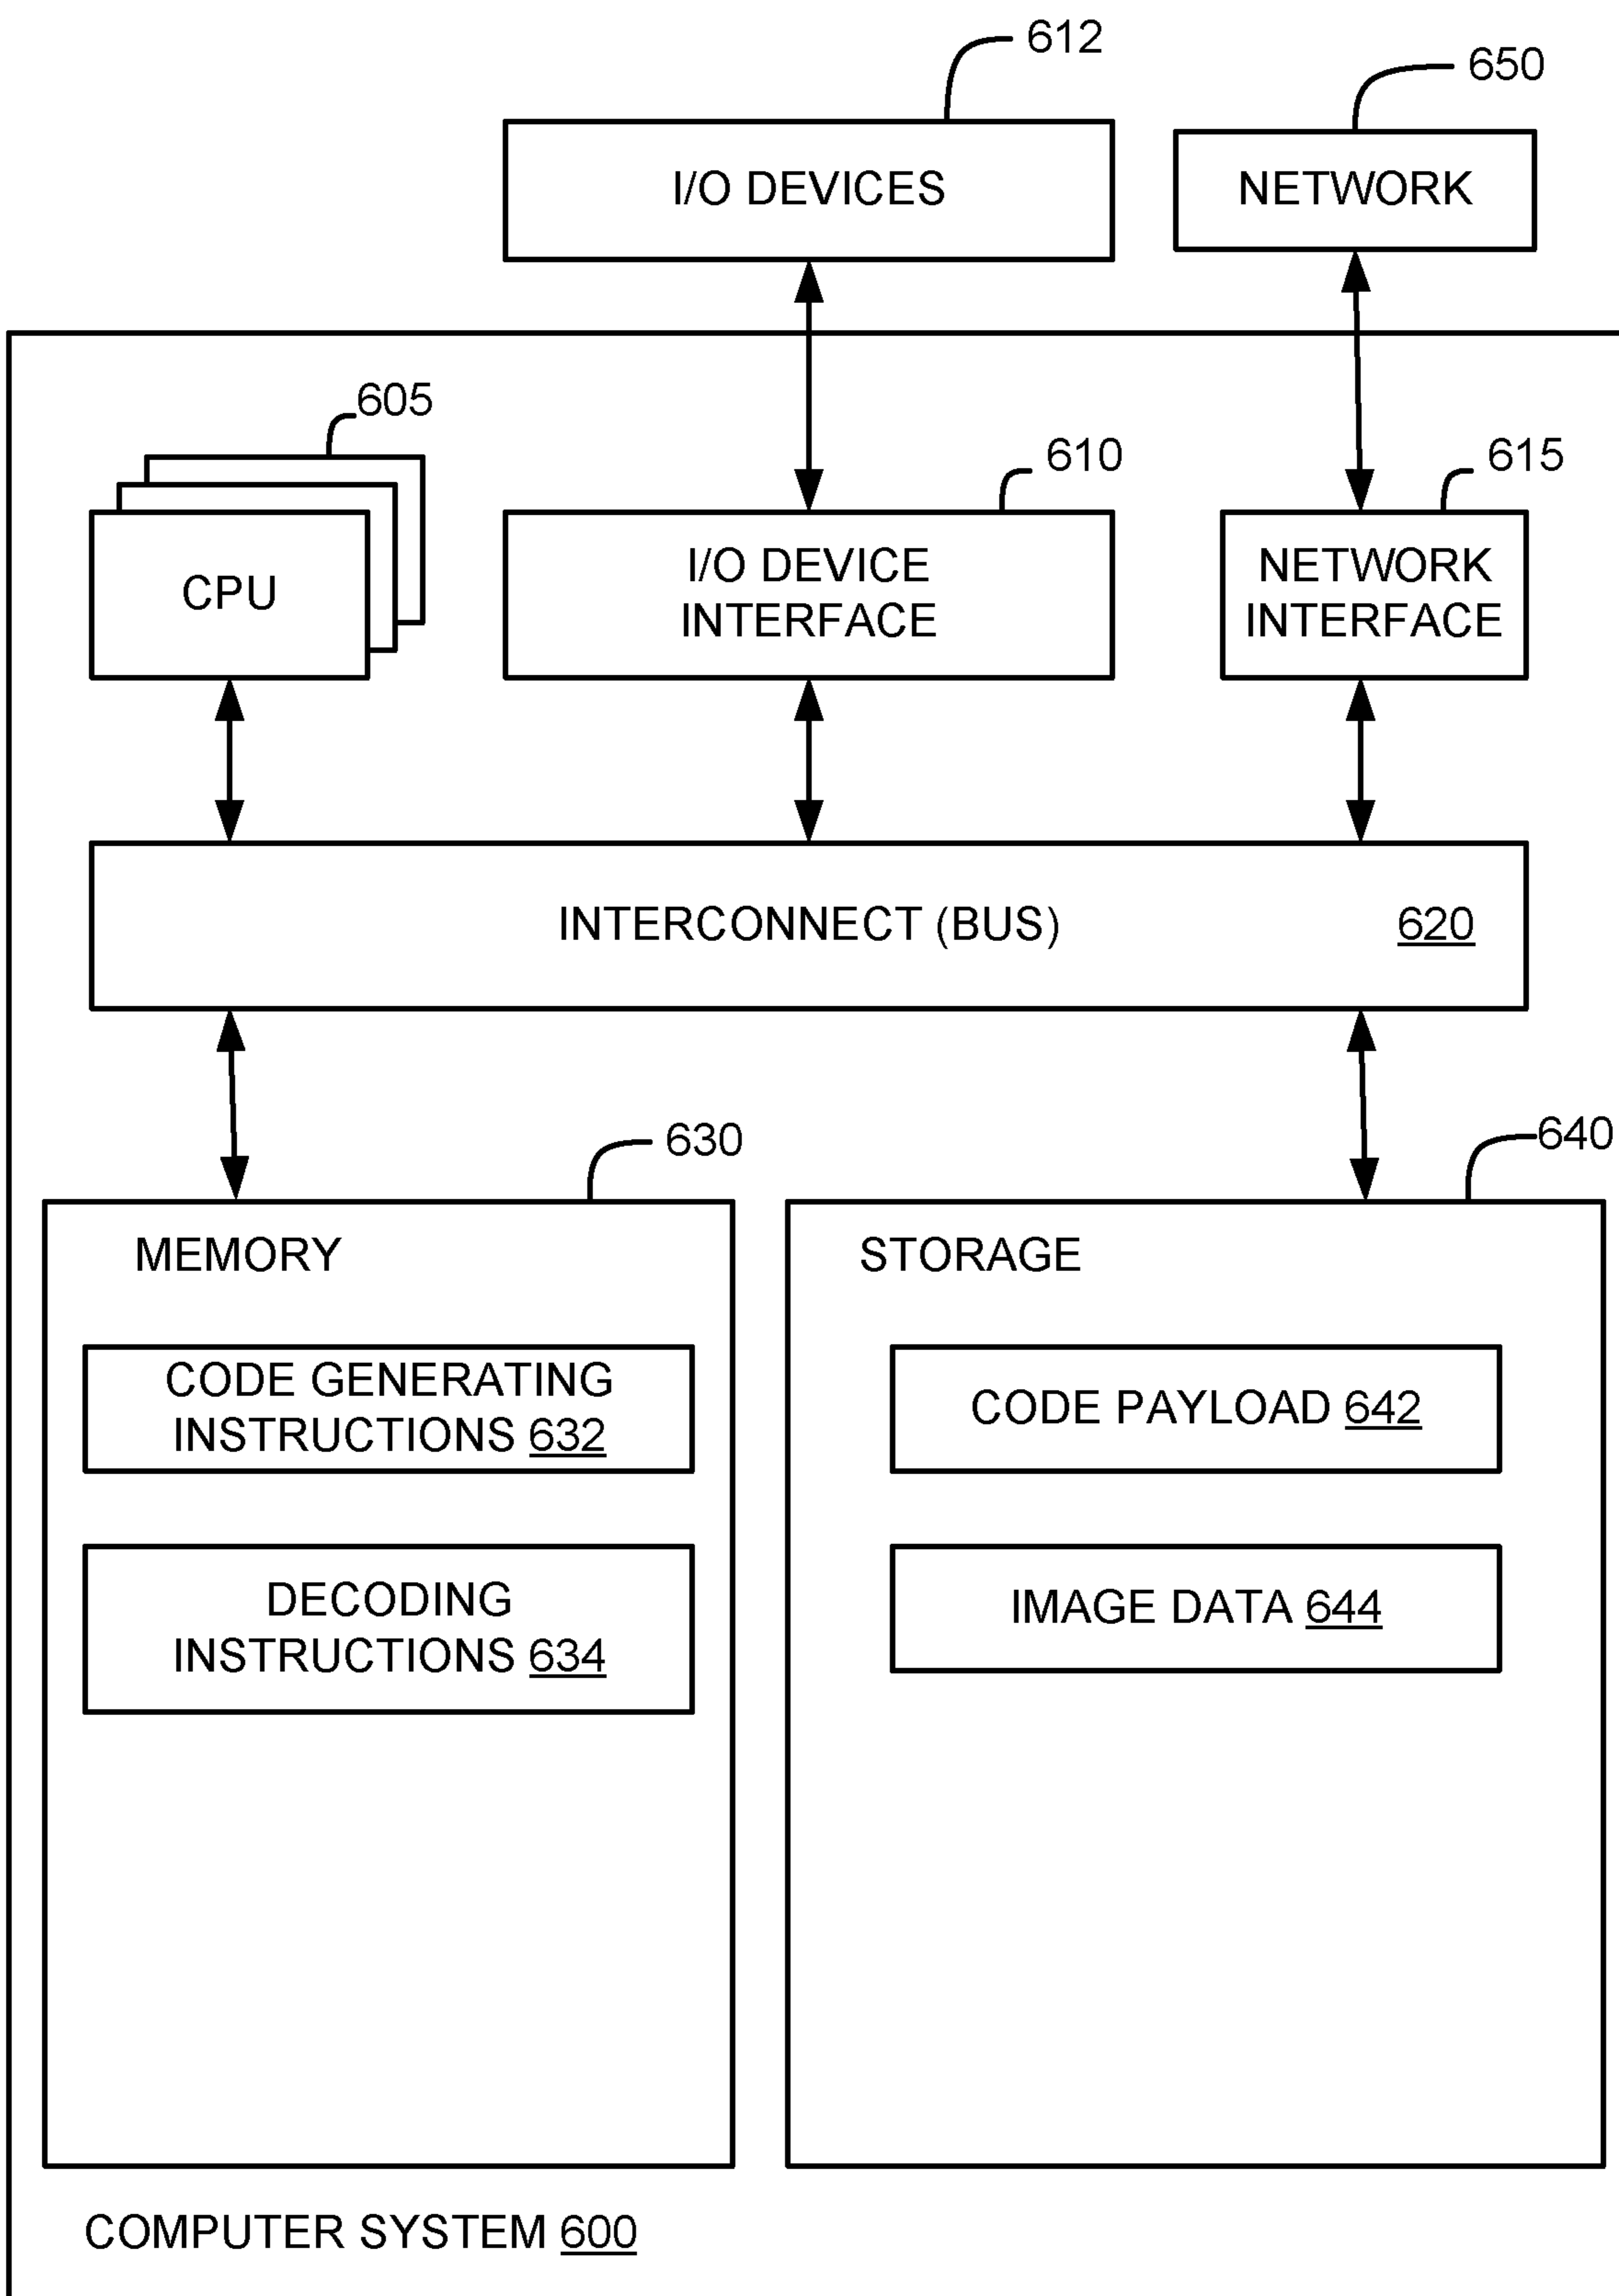 612
650
I/O DEVICES
NETWORK
605
610
615
CPU
I/O DEVICE
INTERFACE
NETWORK
INTERFACE
INTERCONNECT (BUS)
620
630
640
MEMORY
CODE GENERATING
INSTRUCTIONS 632
DECODING
INSTRUCTIONS 634
STORAGE
CODE PAYLOAD 642
IMAGE DATA 644
COMPUTER SYSTEM 600